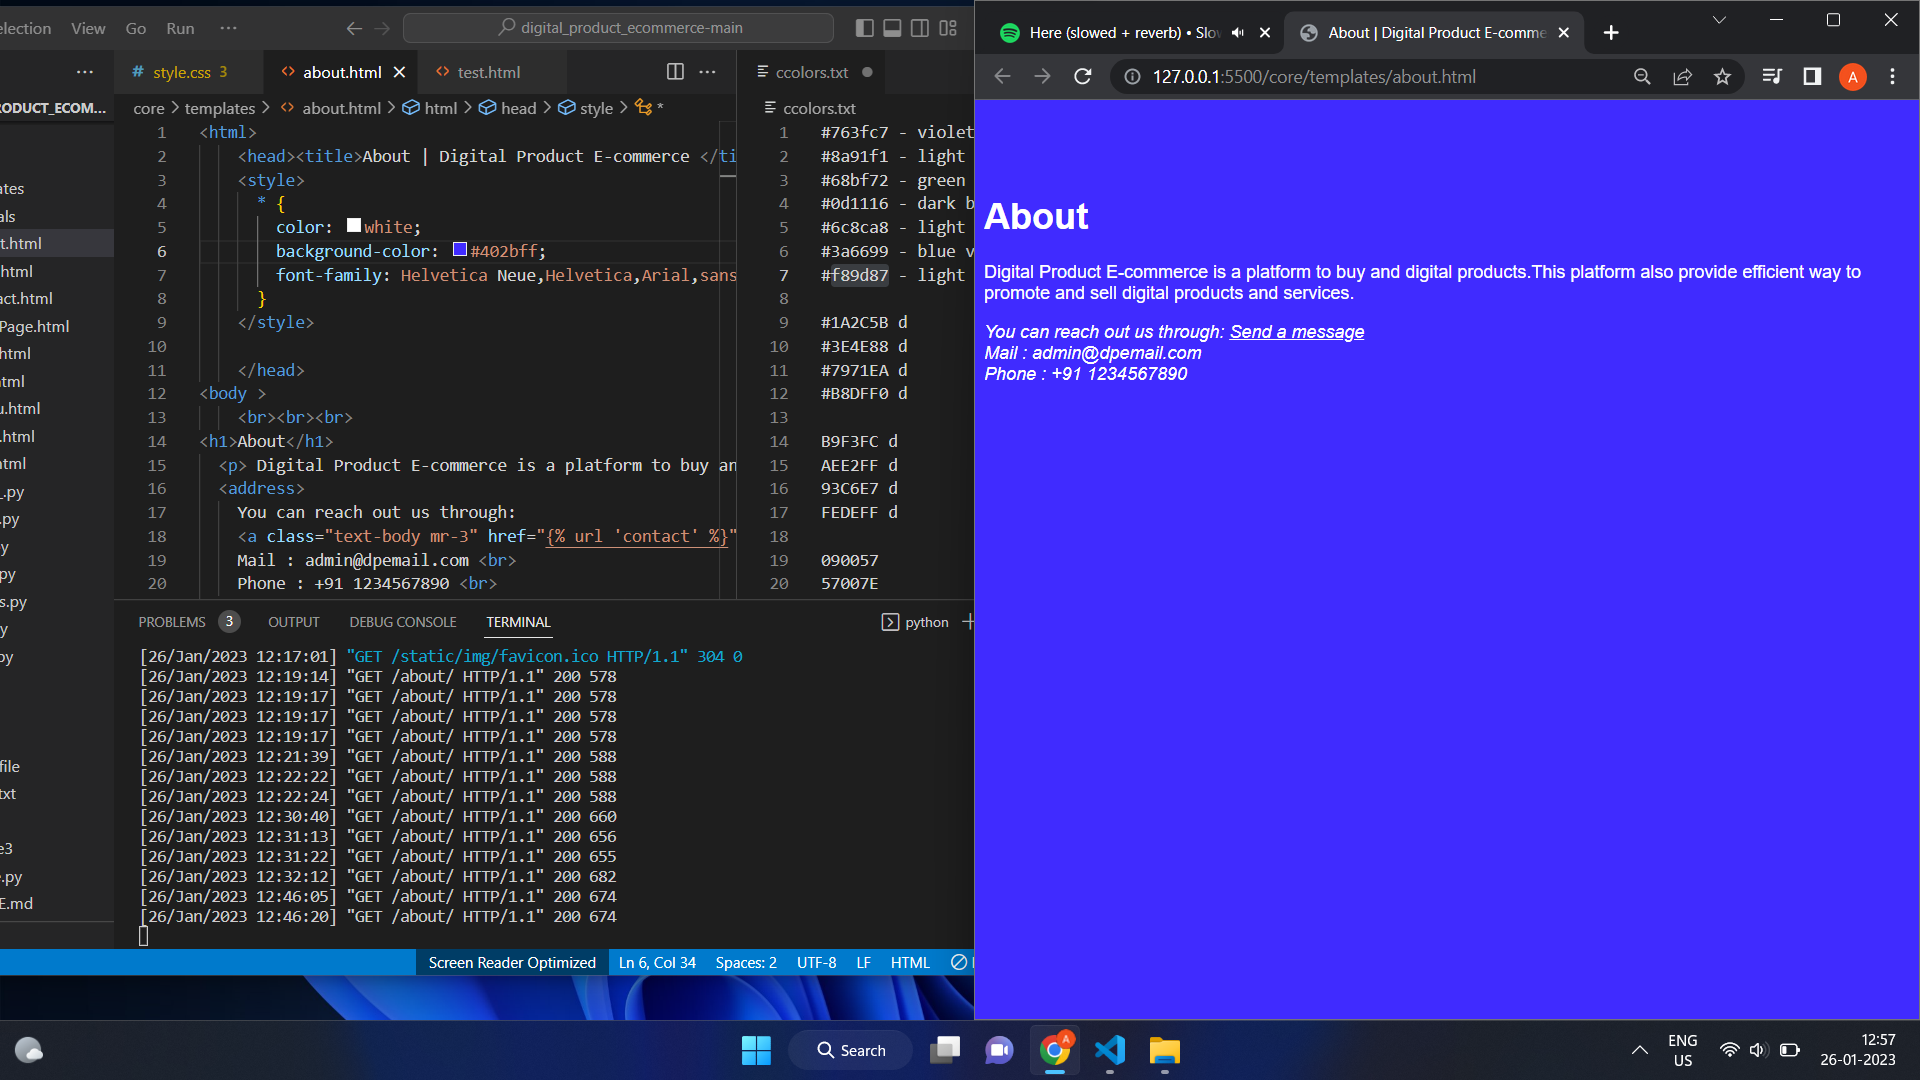 election View Go Run ···
digital_product_ecommerce-main
···
# style.css 3
<> about.html
<> test.html
···
RODUCT_ECOM...
ates
als
t.html
html
act.html
Page.html
html
tml
u.html
.html
tml
.py
.py
y
py
s.py
y
py
file
txt
e3
.py
E.md
core > templates > <> about.html > html > head > style > *
1 <html>
2 <head><title>About | Digital Product E-commerce </ti
3 <style>
4 * {
5 color: white;
6 background-color: #402bff;
7 font-family: Helvetica Neue,Helvetica,Arial,sans
8 }
9 </style>
10
11 </head>
12 <body >
13 <br><br><br>
14 <h1>About</h1>
15 <p> Digital Product E-commerce is a platform to buy an
16 <address>
17 You can reach out us through:
18 <a class="text-body mr-3" href="{% url 'contact' %}"
19 Mail : admin@dpemail.com <br>
20 Phone : +91 1234567890 <br>
ccolors.txt
ccolors.txt
1 #763fc7 - violet
2 #8a91f1 - light
3 #68bf72 - green
4 #0d1116 - dark b
5 #6c8ca8 - light
6 #3a6699 - blue v
7 #f89d87 - light
8
9 #1A2C5B d
10 #3E4E88 d
11 #7971EA d
12 #B8DFF0 d
13
14 B9F3FC d
15 AEE2FF d
16 93C6E7 d
17 FEDEFF d
18
19 090057
20 57007E
PROBLEMS 3 OUTPUT DEBUG CONSOLE TERMINAL
python
[26/Jan/2023 12:17:01] "GET /static/img/favicon.ico HTTP/1.1" 304 0
[26/Jan/2023 12:19:14] "GET /about/ HTTP/1.1" 200 578
[26/Jan/2023 12:19:17] "GET /about/ HTTP/1.1" 200 578
[26/Jan/2023 12:19:17] "GET /about/ HTTP/1.1" 200 578
[26/Jan/2023 12:19:17] "GET /about/ HTTP/1.1" 200 578
[26/Jan/2023 12:21:39] "GET /about/ HTTP/1.1" 200 588
[26/Jan/2023 12:22:22] "GET /about/ HTTP/1.1" 200 588
[26/Jan/2023 12:22:24] "GET /about/ HTTP/1.1" 200 588
[26/Jan/2023 12:30:40] "GET /about/ HTTP/1.1" 200 660
[26/Jan/2023 12:31:13] "GET /about/ HTTP/1.1" 200 656
[26/Jan/2023 12:31:22] "GET /about/ HTTP/1.1" 200 655
[26/Jan/2023 12:32:12] "GET /about/ HTTP/1.1" 200 682
[26/Jan/2023 12:46:05] "GET /about/ HTTP/1.1" 200 674
[26/Jan/2023 12:46:20] "GET /about/ HTTP/1.1" 200 674
Screen Reader Optimized Ln 6, Col 34 Spaces: 2 UTF-8 LF HTML
Here (slowed + reverb) • Slo
About | Digital Product E-comme
127.0.0.1:5500/core/templates/about.html
A
About
Digital Product E-commerce is a platform to buy and digital products.This platform also provide efficient way to
promote and sell digital products and services.
You can reach out us through: Send a message
Mail : admin@dpemail.com
Phone : +91 1234567890
Search
A
ENG
US
12:57
26-01-2023